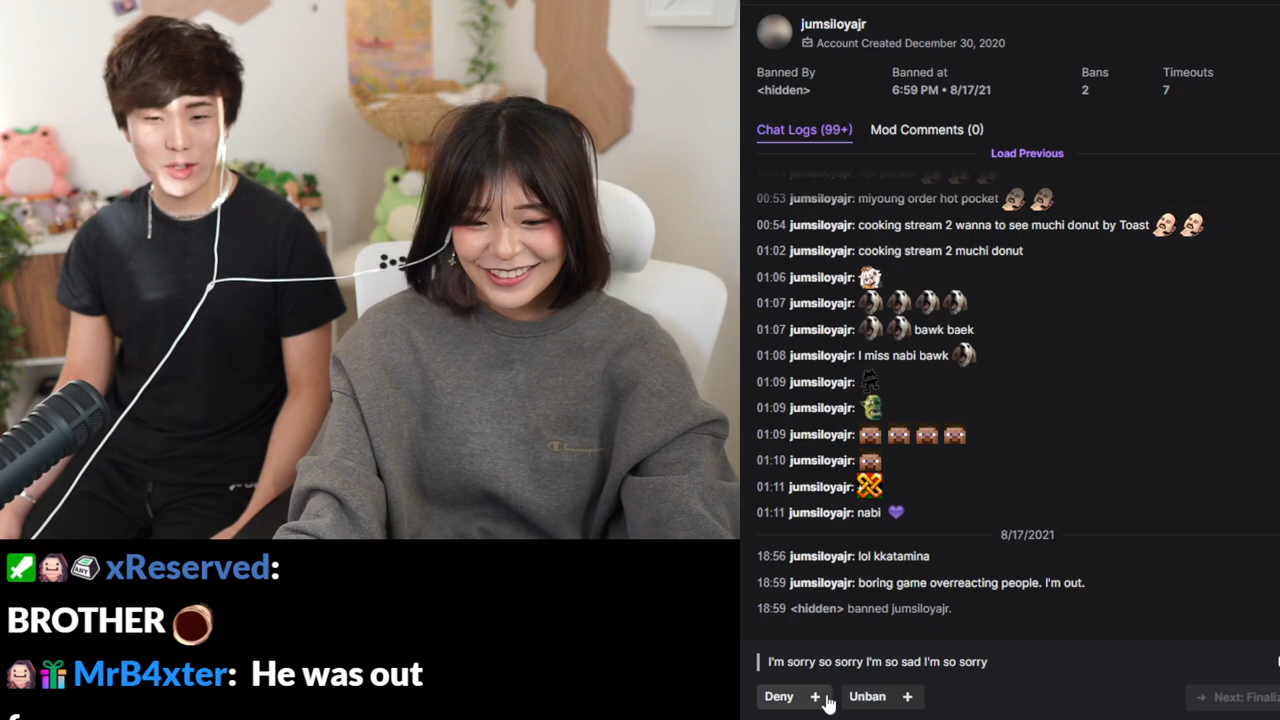 jumsiloyajr
Account Created December 30, 2020
Banned By Banned at Bans Timeouts
<hidden> 6:59 PM • 8/17/21 2 7
Chat Logs (99+) Mod Comments (0)
Load Previous
00:53 jumsiloyajr: miyoung order hot pocket
00:54 jumsiloyajr: cooking stream 2 wanna to see muchi donut by Toast
01:02 jumsiloyajr: cooking stream 2 muchi donut
01:06 jumsiloyajr:
01:07 jumsiloyajr:
01:07 jumsiloyajr: bawk baek
01:08 jumsiloyajr: I miss nabi bawk
01:09 jumsiloyajr:
01:09 jumsiloyajr:
01:09 jumsiloyajr:
01:10 jumsiloyajr:
01:11 jumsiloyajr:
01:11 jumsiloyajr: nabi 💜
8/17/2021
18:56 jumsiloyajr: lol kkatamina
18:59 jumsiloyajr: boring game overreacting people. I'm out.
18:59 <hidden> banned jumsiloyajr.
I'm sorry so sorry I'm so sad I'm so sorry
Deny + Unban + → Next: Finaliz
Champion
ANT xReserved:
BROTHER
MrB4xter: He was out